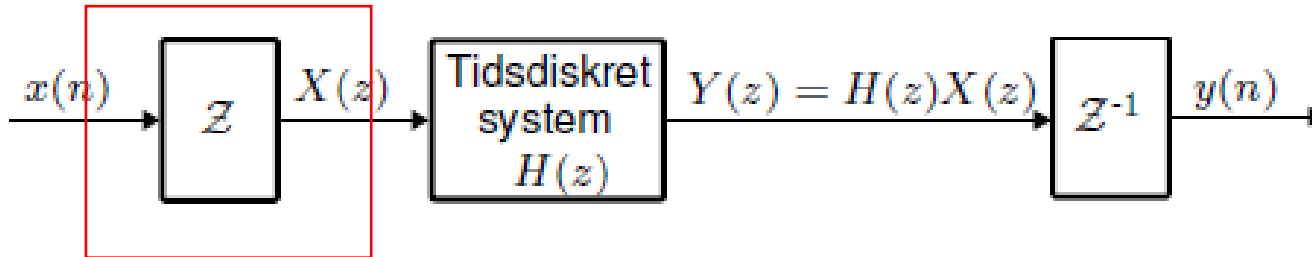 x(n)
Z
X(z)
Tidsdiskret
system
H(z)
Y(z) = H(z)X(z)
Z-1
y(n)